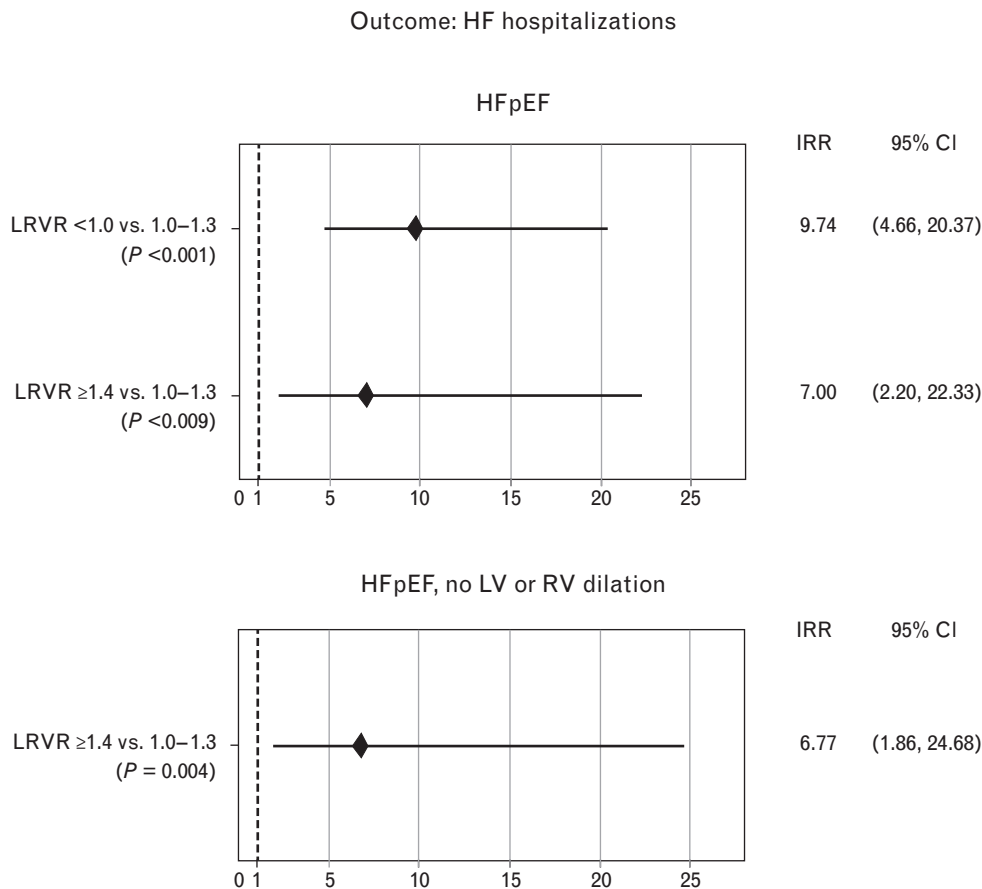 Outcome: HF hospitalizations
HFpEF
IRR 95% CI
LRVR <1.0 vs. 1.0–1.3 9.74 (4.66, 20.37)
(P <0.001)
LRVR ≥1.4 vs. 1.0–1.3 7.00 (2.20, 22.33)
(P <0.009)
0 1 5 10 15 20 25
HFpEF, no LV or RV dilation
IRR 95% CI
LRVR ≥1.4 vs. 1.0–1.3 6.77 (1.86, 24.68)
(P = 0.004)
0 1 5 10 15 20 25